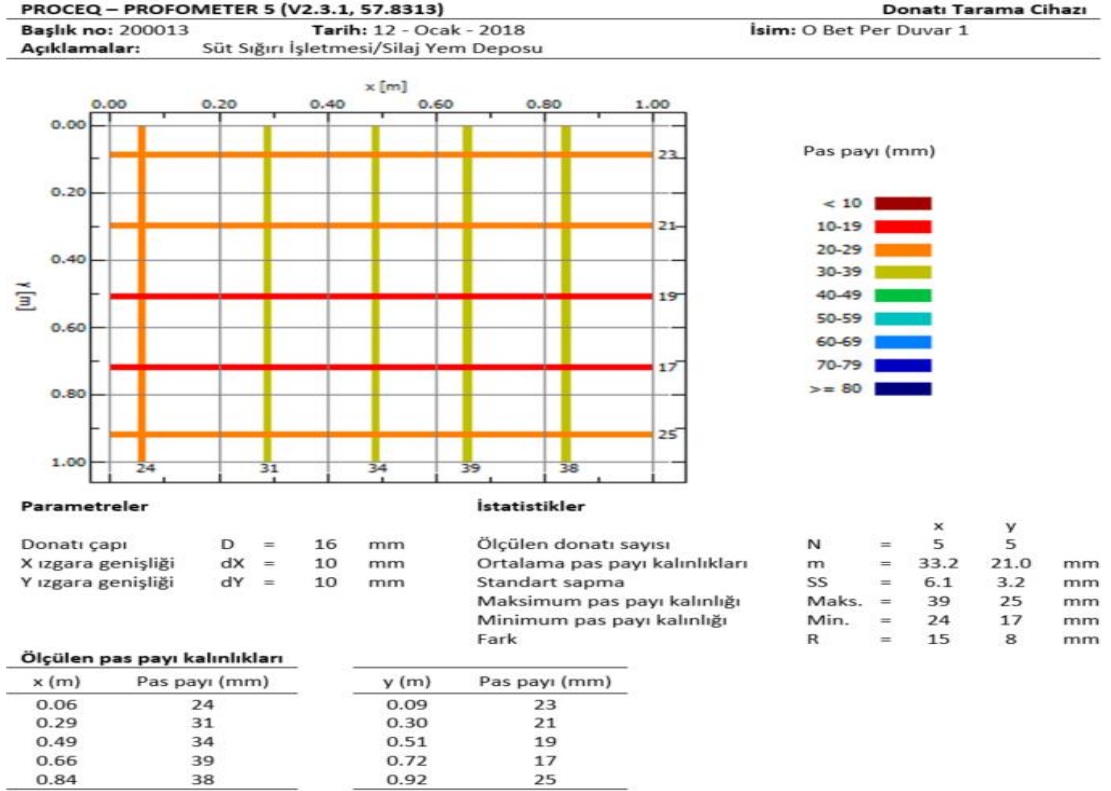 PROCEQ – PROFOMETER 5 (V2.3.1, 57.8313) Donatı Tarama Cihazı
Başlık no: 200013 Tarih: 12 - Ocak - 2018 İsim: O Bet Per Duvar 1
Açıklamalar: Süt Sığırı İşletmesi/Silaj Yem Deposu
x [m]
0.00 0.20 0.40 0.60 0.80 1.00
0.00
0.20
0.40
0.60
0.80
1.00
Y [m]
23
21
19
17
25
24 31 34 39 38
Pas payı (mm)
< 10
10-19
20-29
30-39
40-49
50-59
60-69
70-79
>= 80
Parametreler
Donatı çapı D = 16 mm
X ızgara genişliği dX = 10 mm
Y ızgara genişliği dY = 10 mm
İstatistikler
x y
Ölçülen donatı sayısı N = 5 5
Ortalama pas payı kalınlıkları m = 33.2 21.0 mm
Standart sapma SS = 6.1 3.2 mm
Maksimum pas payı kalınlığı Maks. = 39 25 mm
Minimum pas payı kalınlığı Min. = 24 17 mm
Fark R = 15 8 mm
Ölçülen pas payı kalınlıkları
x (m) Pas payı (mm) y (m) Pas payı (mm)
0.06 24 0.09 23
0.29 31 0.30 21
0.49 34 0.51 19
0.66 39 0.72 17
0.84 38 0.92 25